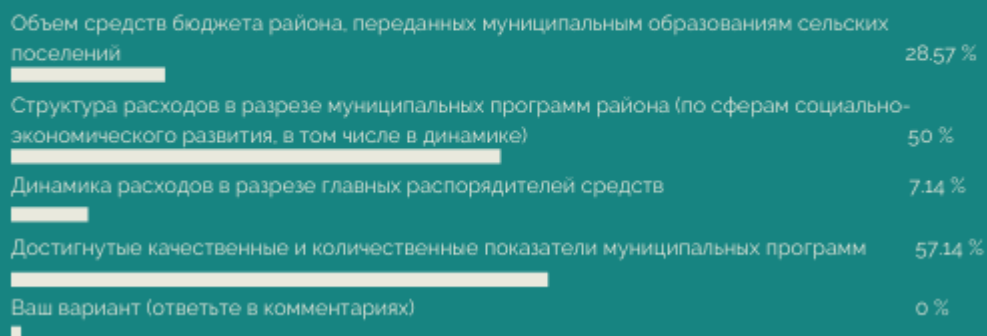 Объем средств бюджета района, переданных муниципальным образованиям сельских
поселений 28.57 %
Структура расходов в разрезе муниципальных программ района (по сферам социально-
экономического развития, в том числе в динамике) 50 %
Динамика расходов в разрезе главных распорядителей средств 7.14 %
Достигнутые качественные и количественные показатели муниципальных программ 57.14 %
Ваш вариант (ответьте в комментариях) 0 %